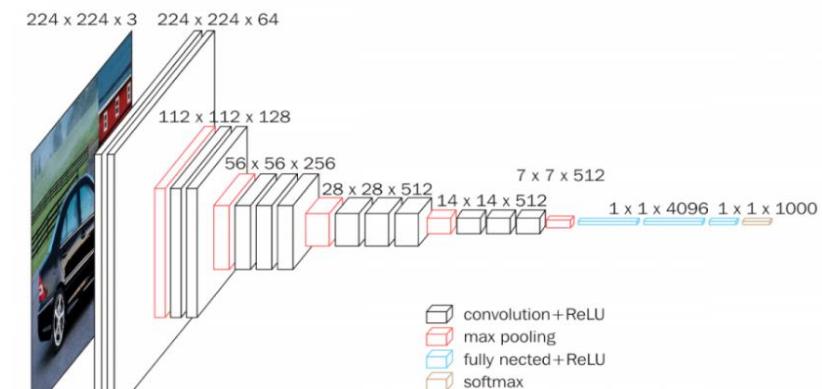 224 x 224 x 3
224 x 224 x 64
112 x 112 x 128
56 x 56 x 256
28 x 28 x 512
14 x 14 x 512
7 x 7 x 512
1 x 1 x 4096
1 x 1 x 1000
convolution+ReLU
max pooling
fully nected+ReLU
softmax